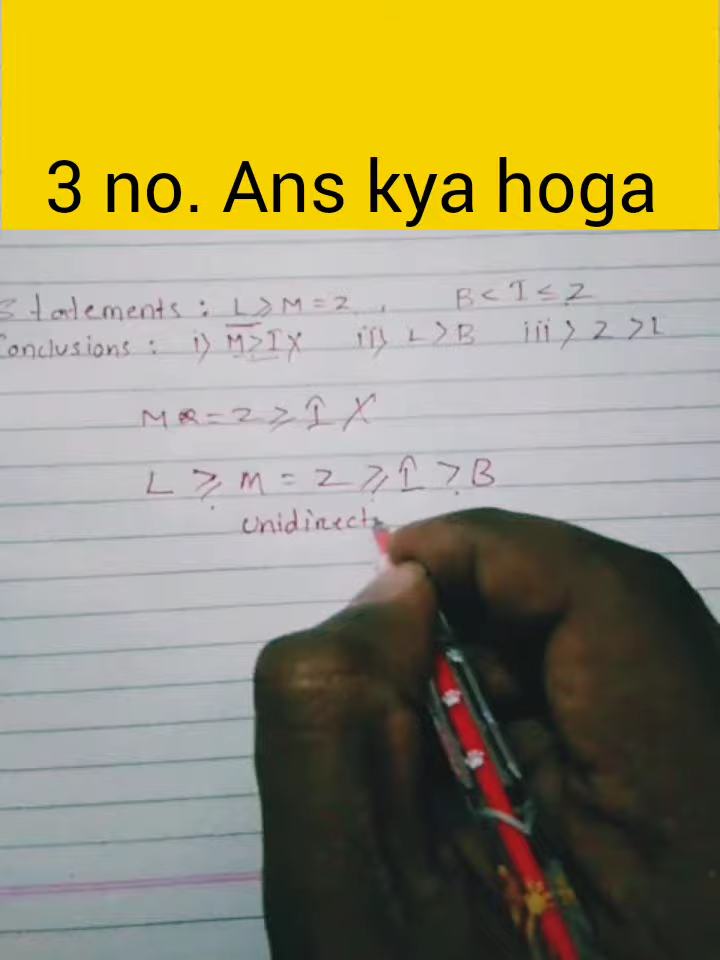 3 no. Ans kya hoga
Statements : L ≥ M = Z , B < I ≤ Z
Conclusions : i) M > I X ii) L > B iii) Z > L
M = Z ≥ I X
L ≥ M = Z ≥ I > B
unidirect